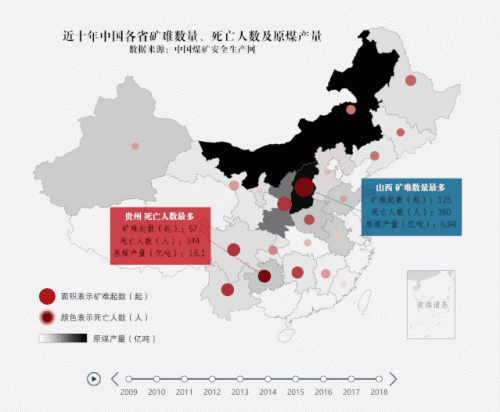 近十年中国各省矿难数量、死亡人数及原煤产量
数据来源：中国煤矿安全生产网
山西 矿难数量最多
矿难起数（起）：125
死亡人数（人）：360
原煤产量（亿吨）：5.94
贵州 死亡人数最多
矿难起数（起）：57
死亡人数（人）：344
原煤产量（亿吨）：16.1
面积表示矿难起数（起）
颜色表示死亡人数（人）
原煤产量（亿吨）
南海诸岛
2009 2010 2011 2012 2013 2014 2015 2016 2017 2018